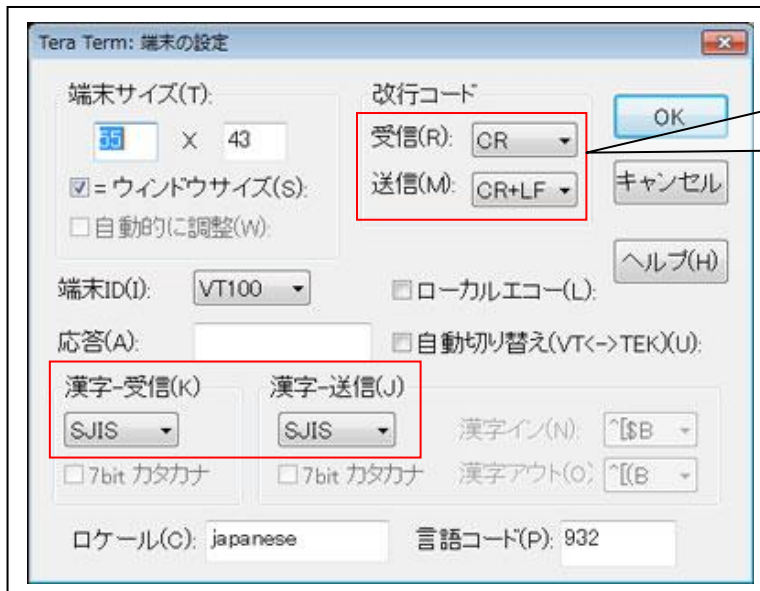 Tera Term: 端末の設定
端末サイズ(T):
55 X 43
=ウィンドウサイズ(S):
自動的に調整(W):
改行コード
受信(R): CR
送信(M): CR+LF
OK
キャンセル
ヘルプ(H)
端末ID(I): VT100
ローカルエコー(L):
応答(A):
自動切り替え(VT<->TEK)(U):
漢字-受信(K)
SJIS
7bit カタカナ
漢字-送信(J)
SJIS
7bit カタカナ
漢字イン(N): ^[$B
漢字アウト(O) ^[(B
ロケール(C): japanese
言語コード(P): 932